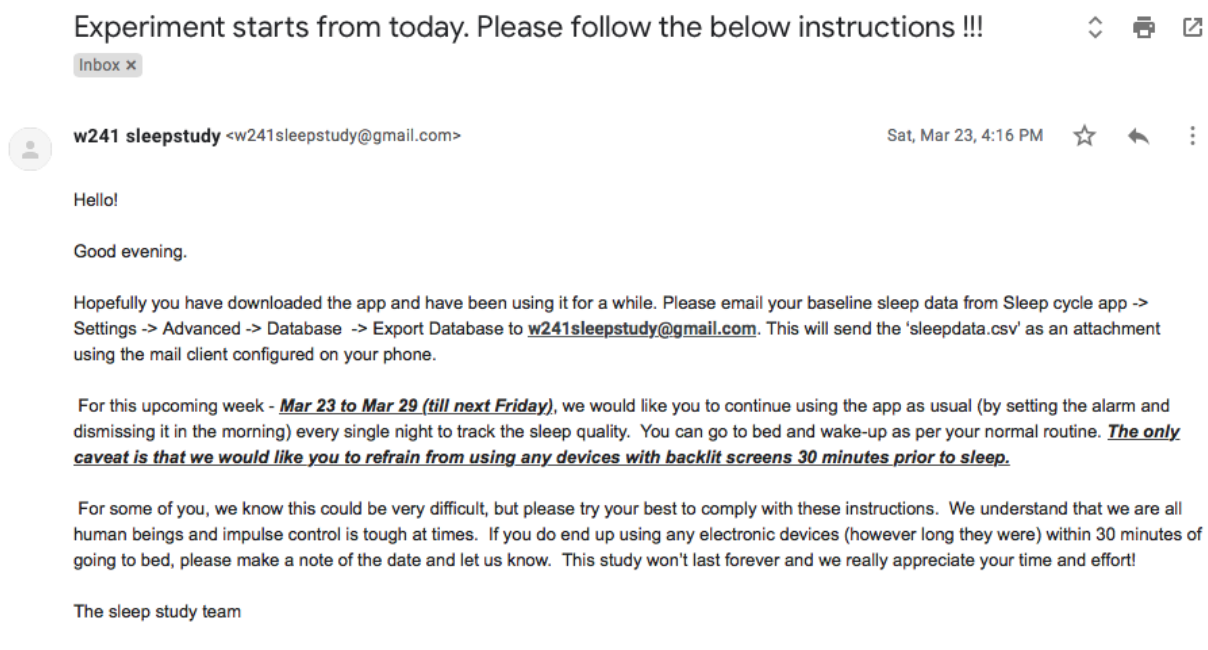 Experiment starts from today. Please follow the below instructions !!!
Inbox ×
w241 sleepstudy <w241sleepstudy@gmail.com>
Sat, Mar 23, 4:16 PM
Hello!
Good evening.
Hopefully you have downloaded the app and have been using it for a while. Please email your baseline sleep data from Sleep cycle app ->
Settings -> Advanced -> Database  -> Export Database to w241sleepstudy@gmail.com. This will send the 'sleepdata.csv' as an attachment
using the mail client configured on your phone.
For this upcoming week - Mar 23 to Mar 29 (till next Friday), we would like you to continue using the app as usual (by setting the alarm and
dismissing it in the morning) every single night to track the sleep quality.  You can go to bed and wake-up as per your normal routine. The only
caveat is that we would like you to refrain from using any devices with backlit screens 30 minutes prior to sleep.
For some of you, we know this could be very difficult, but please try your best to comply with these instructions.  We understand that we are all
human beings and impulse control is tough at times.  If you do end up using any electronic devices (however long they were) within 30 minutes of
going to bed, please make a note of the date and let us know.  This study won't last forever and we really appreciate your time and effort!
The sleep study team